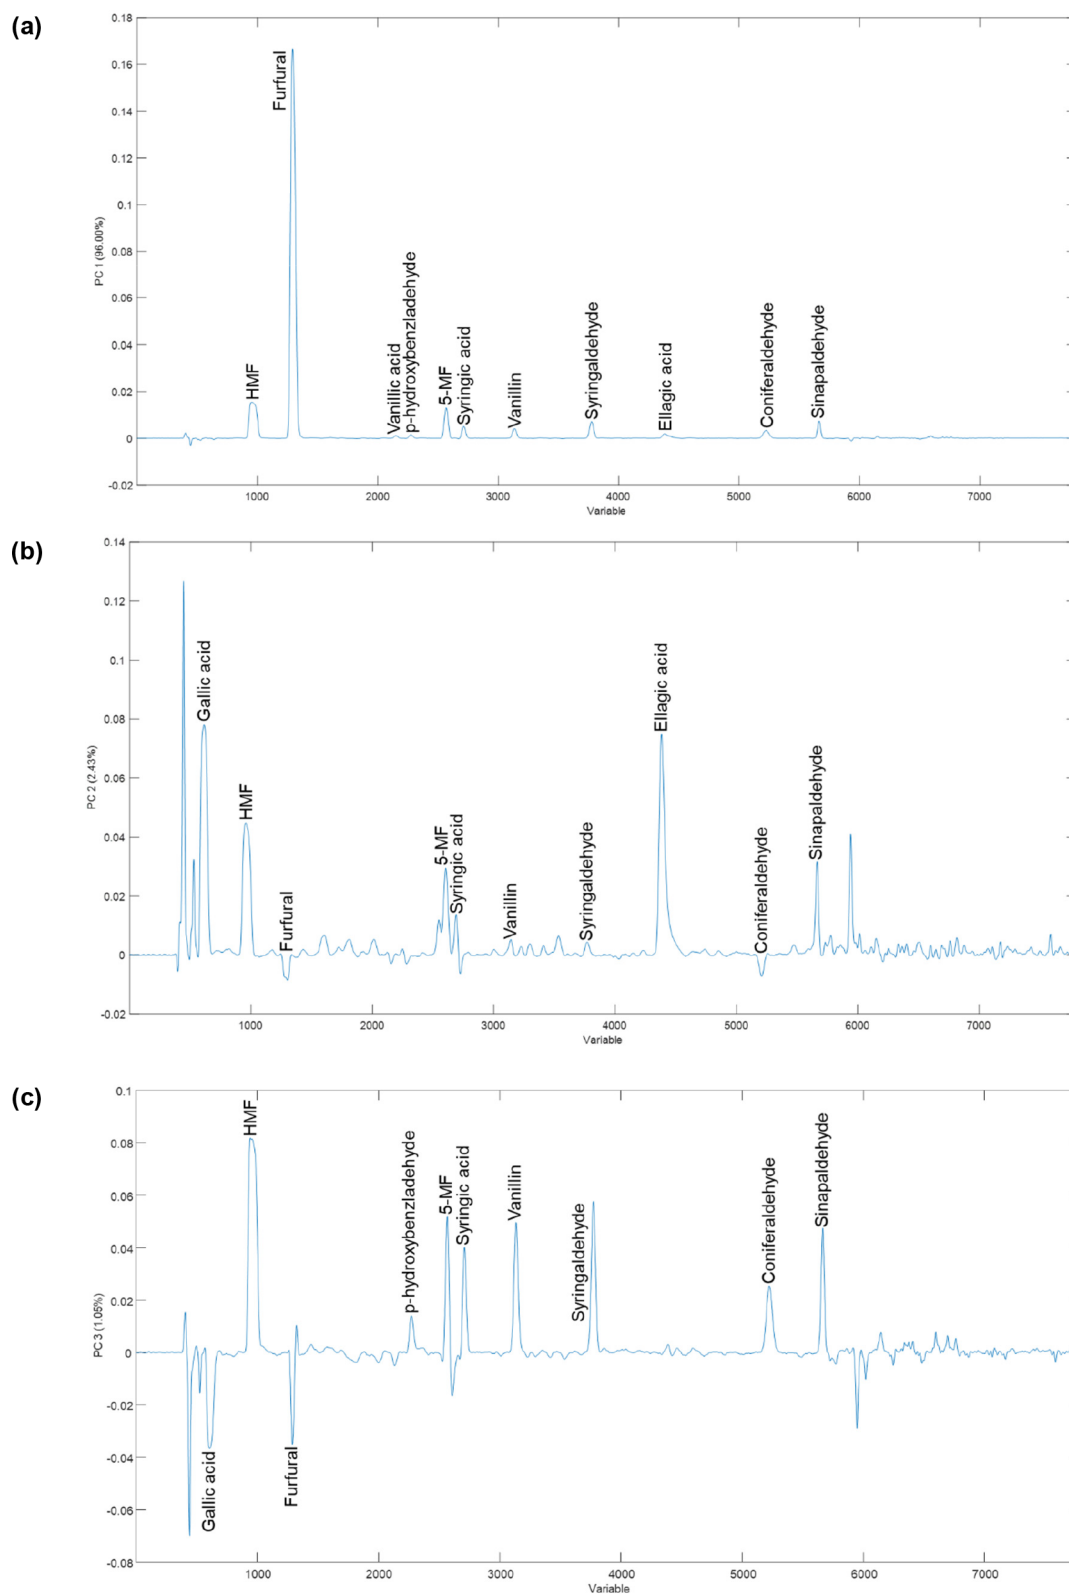 (a)
0.18
0.16
0.14
0.12
0.1
0.08
0.06
0.04
0.02
0
-0.02
PC 1 (96.00%)
HMF
Furfural
Vanillic acid
p-hydroxybenzladehyde
5-MF
Syringic acid
Vanillin
Syringaldehyde
Ellagic acid
Coniferaldehyde
Sinapaldehyde
1000 2000 3000 4000 5000 6000 7000
Variable
(b)
0.14
0.12
0.1
0.08
0.06
0.04
0.02
0
-0.02
PC 2 (2.43%)
Gallic acid
HMF
Furfural
5-MF
Syringic acid
Vanillin
Syringaldehyde
Ellagic acid
Coniferaldehyde
Sinapaldehyde
1000 2000 3000 4000 5000 6000 7000
Variable
(c)
0.1
0.08
0.06
0.04
0.02
0
-0.02
-0.04
-0.06
-0.08
PC 3 (1.05%)
Gallic acid
HMF
Furfural
p-hydroxybenzladehyde
5-MF
Syringic acid
Vanillin
Syringaldehyde
Coniferaldehyde
Sinapaldehyde
1000 2000 3000 4000 5000 6000 7000
Variable